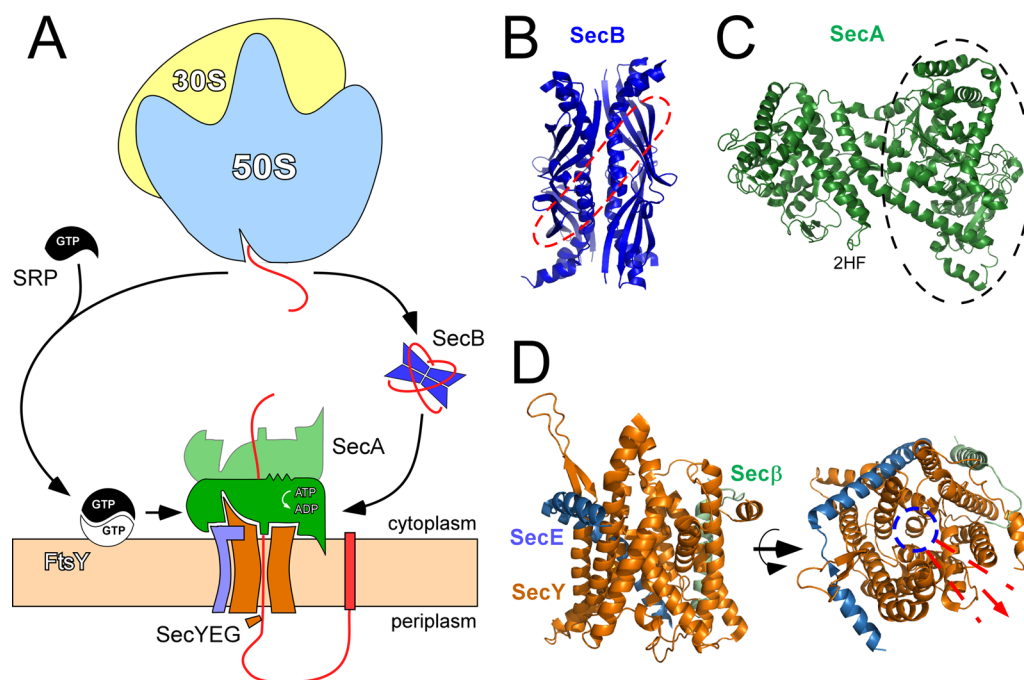 A
30S
50S
GTP
SRP
SecB
SecA
ATP
ADP
GTP
GTP
FtsY
cytoplasm
periplasm
SecYEG
B
SecB
C
SecA
2HF
D
Secβ
SecE
SecY